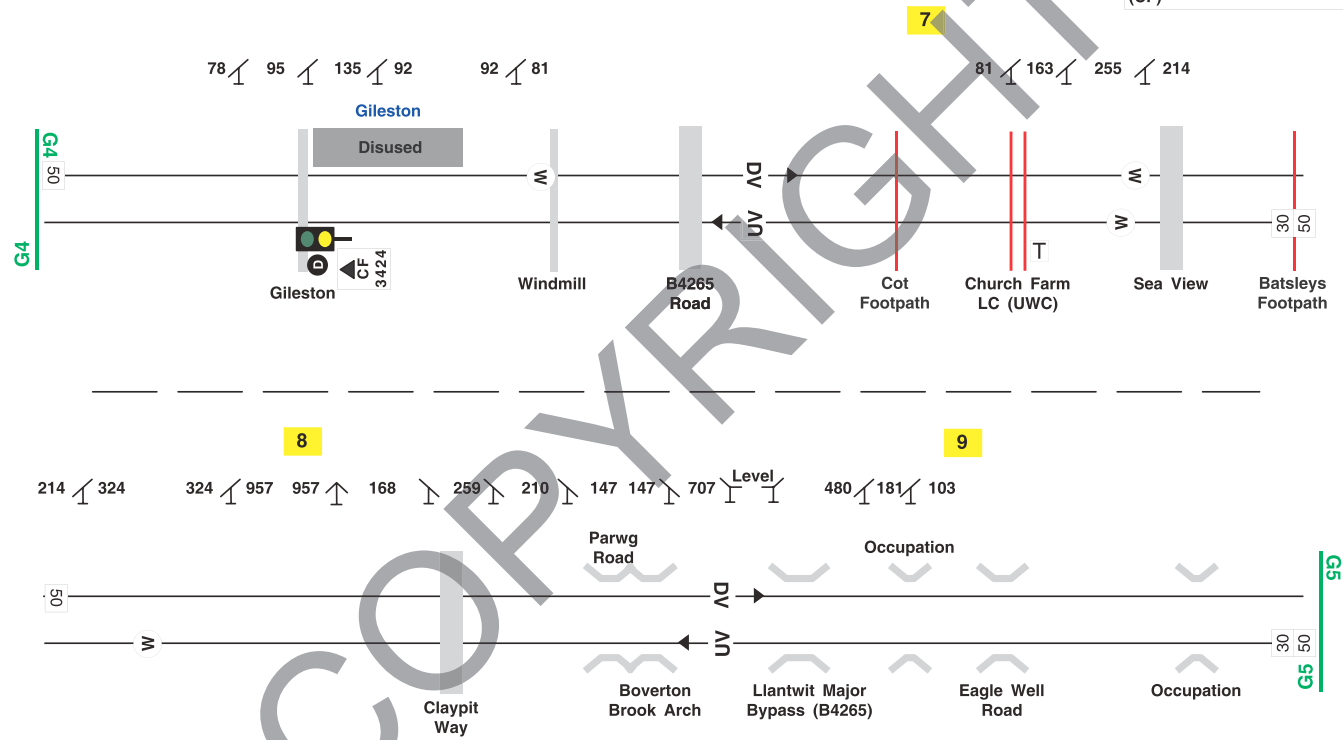 (CF)
7
78 95 135 92 92 81 81 163 255 214
Gileston
Disused
G4
50
W
DV
W
G4
UV
W
30
50
D
CF
3424
T
Gileston
Windmill
B4265
Road
Cot
Footpath
Church Farm
LC (UWC)
Sea View
Batsleys
Footpath
8
9
214 324 324 957 957 168 259 210 147 147 707 Level 480 181 103
Parwg
Road
Occupation
50
DV
G5
W
UV
30
50
G5
Claypit
Way
Boverton
Brook Arch
Llantwit Major
Bypass (B4265)
Eagle Well
Road
Occupation
COPYRIGHT